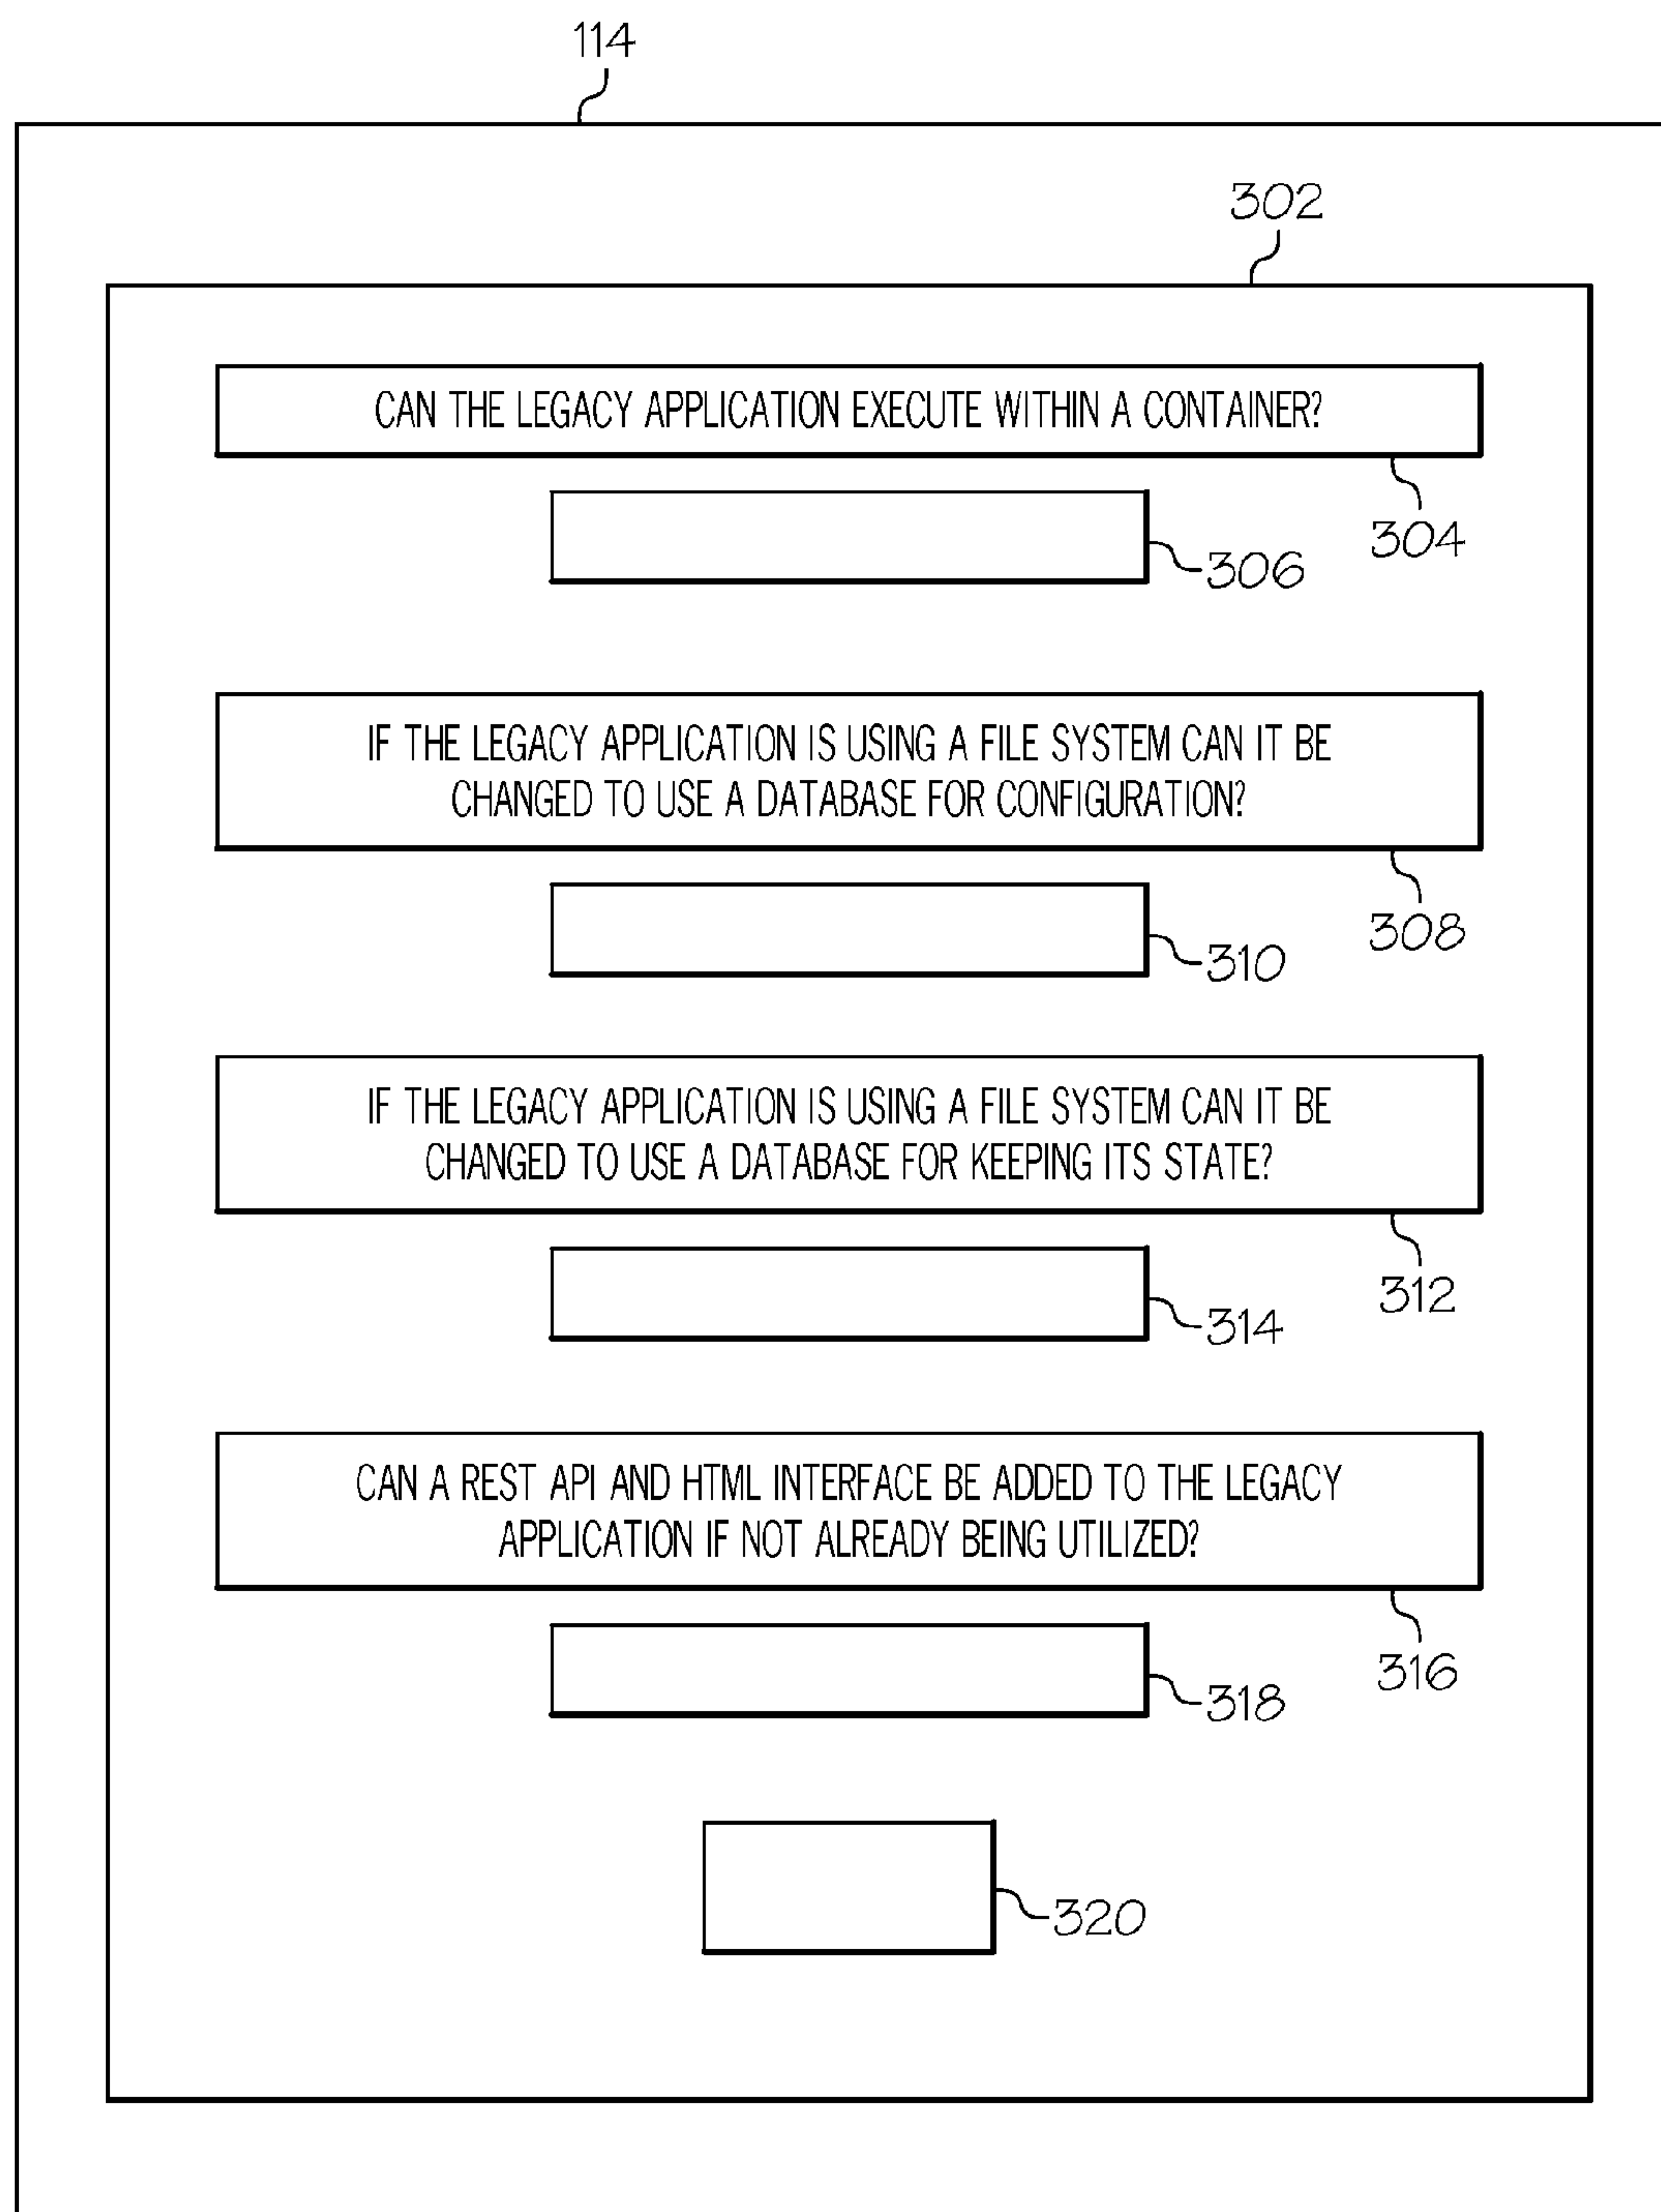 114
302
CAN THE LEGACY APPLICATION EXECUTE WITHIN A CONTAINER?
304
306
IF THE LEGACY APPLICATION IS USING A FILE SYSTEM CAN IT BE
CHANGED TO USE A DATABASE FOR CONFIGURATION?
308
310
IF THE LEGACY APPLICATION IS USING A FILE SYSTEM CAN IT BE
CHANGED TO USE A DATABASE FOR KEEPING ITS STATE?
312
314
CAN A REST API AND HTML INTERFACE BE ADDED TO THE LEGACY
APPLICATION IF NOT ALREADY BEING UTILIZED?
316
318
320